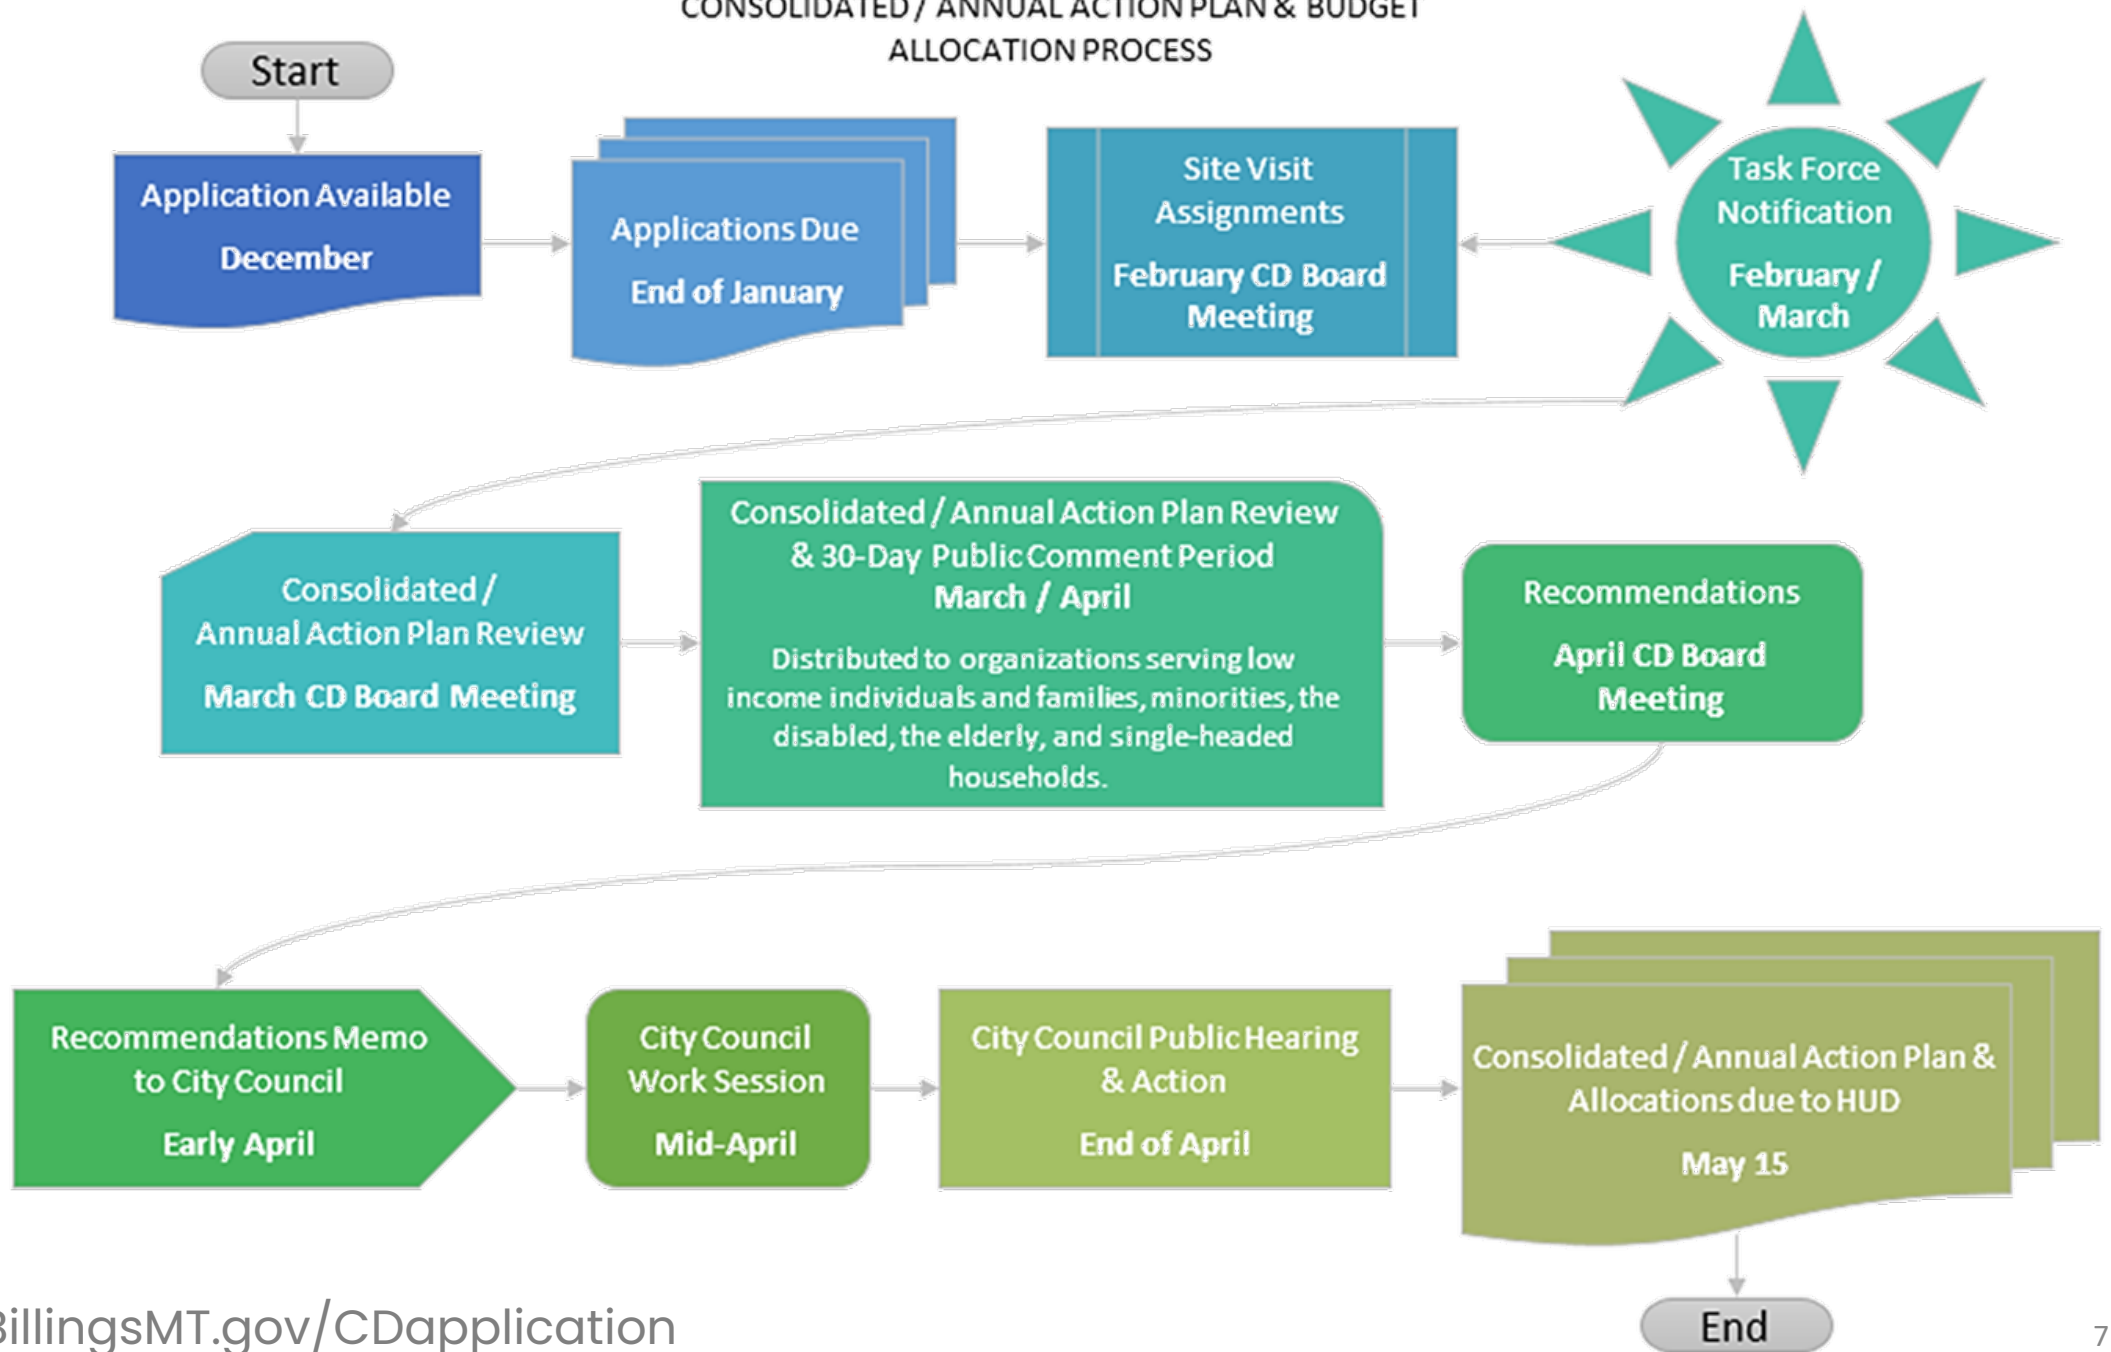 CONSOLIDATED / ANNUAL ACTION PLAN & BUDGET
ALLOCATION PROCESS
Start
Application Available
December
Applications Due
End of January
Site Visit
Assignments
February CD Board
Meeting
Task Force
Notification
February /
March
Consolidated /
Annual Action Plan Review
March CD Board Meeting
Consolidated / Annual Action Plan Review
& 30-Day Public Comment Period
March / April
Distributed to organizations serving low
income individuals and families, minorities, the
disabled, the elderly, and single-headed
households.
Recommendations
April CD Board
Meeting
Recommendations Memo
to City Council
Early April
City Council
Work Session
Mid-April
City Council Public Hearing
& Action
End of April
Consolidated / Annual Action Plan &
Allocations due to HUD
May 15
End
BillingsMT.gov/CDapplication
7